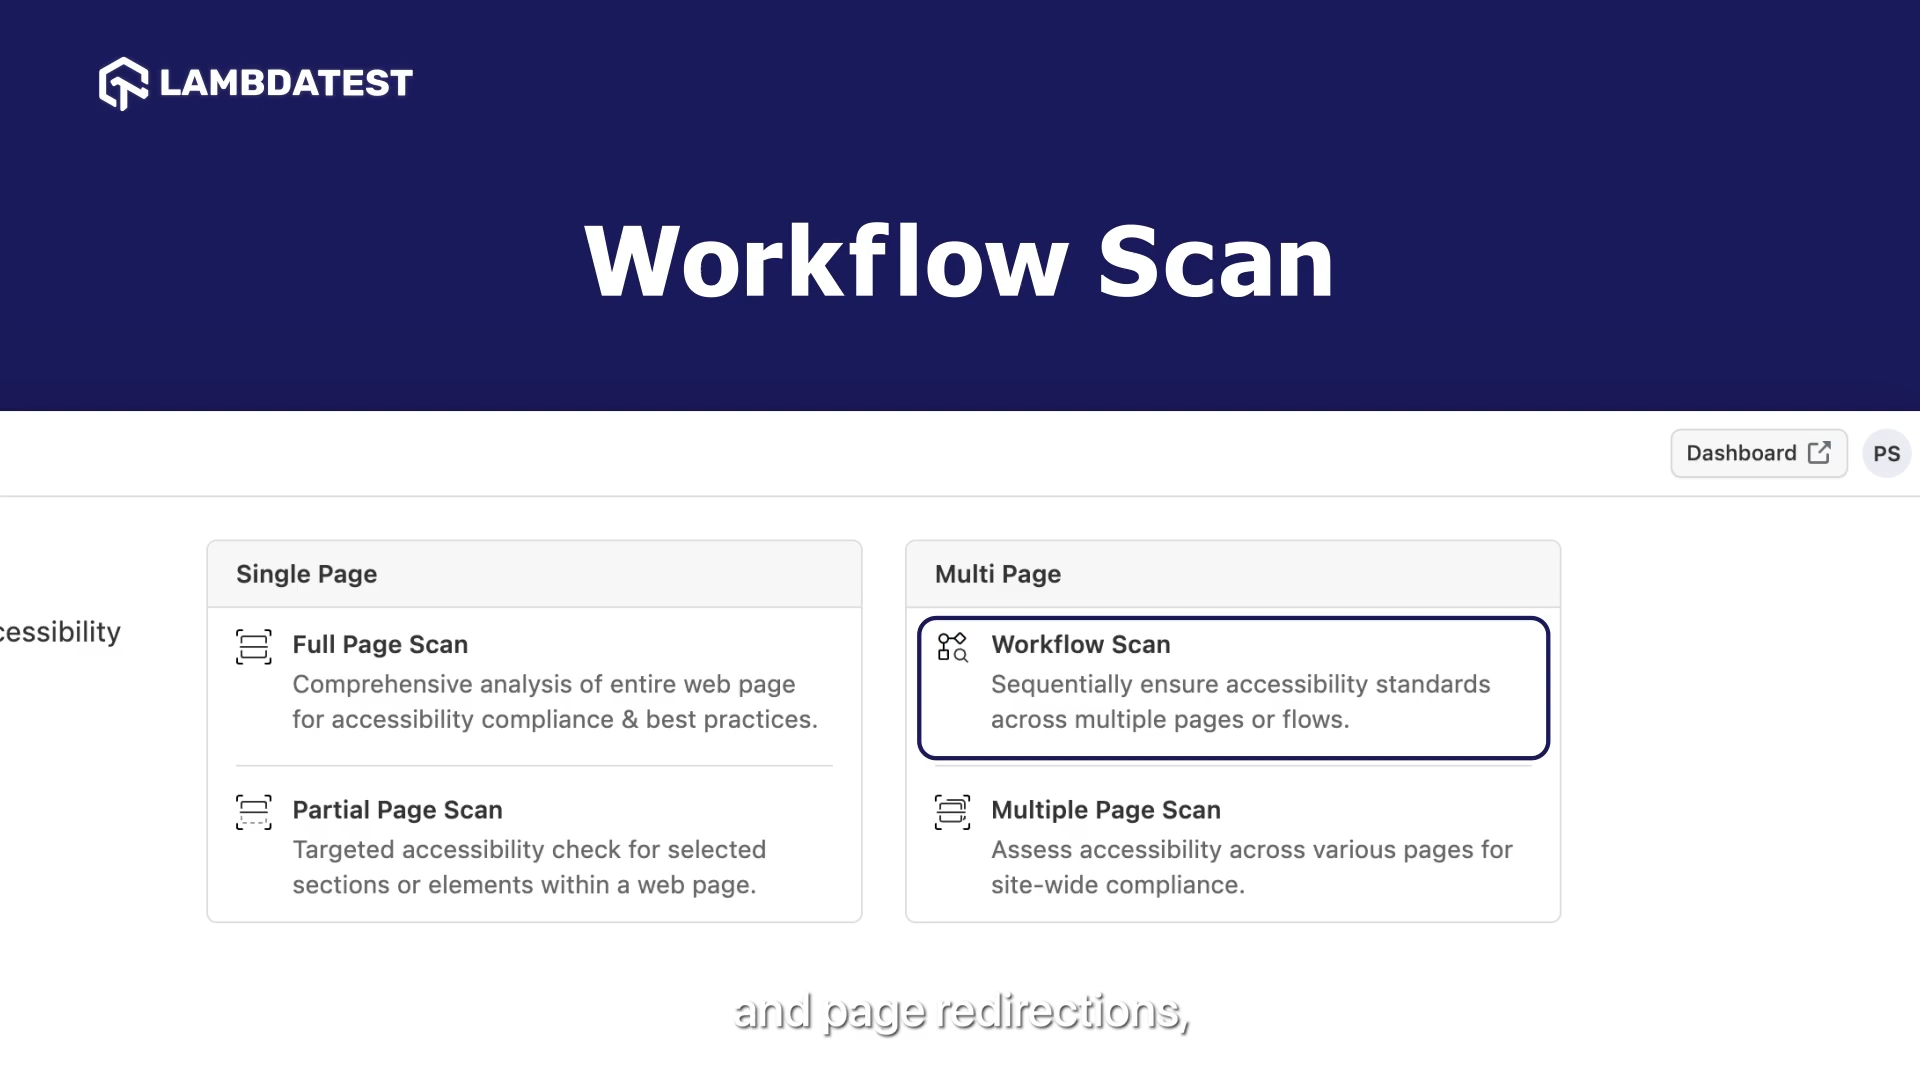 LAMBDATEST
Workflow Scan
Dashboard
PS
cessibility
Single Page
Full Page Scan
Comprehensive analysis of entire web page
for accessibility compliance & best practices.
Partial Page Scan
Targeted accessibility check for selected
sections or elements within a web page.
Multi Page
Workflow Scan
Sequentially ensure accessibility standards
across multiple pages or flows.
Multiple Page Scan
Assess accessibility across various pages for
site-wide compliance.
and page redirections,